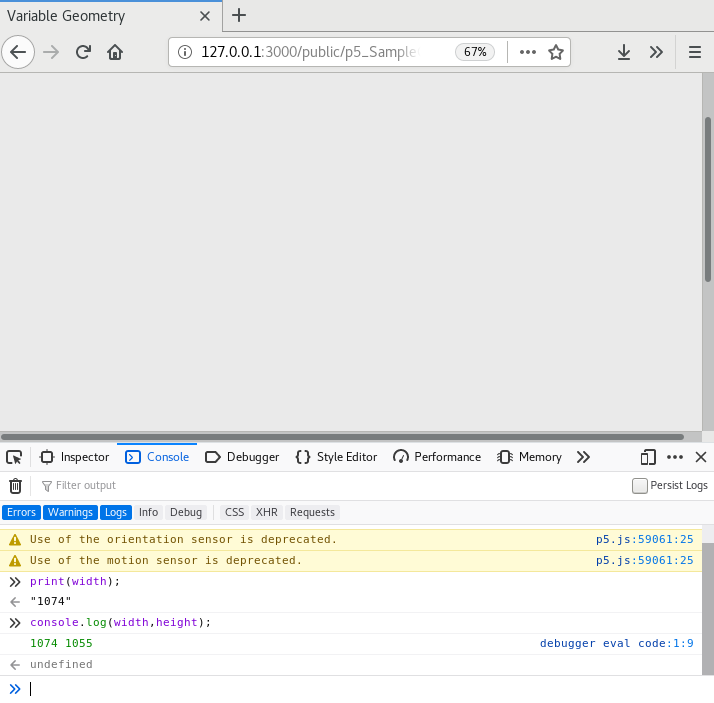 Variable Geometry
127.0.0.1:3000/public/p5_Sample
67%
Inspector Console Debugger Style Editor Performance Memory
Filter output Persist Logs
Errors Warnings Logs Info Debug CSS XHR Requests
Use of the orientation sensor is deprecated. p5.js:59061:25
Use of the motion sensor is deprecated. p5.js:59061:25
print(width);
"1074"
console.log(width,height);
1074 1055 debugger eval code:1:9
undefined